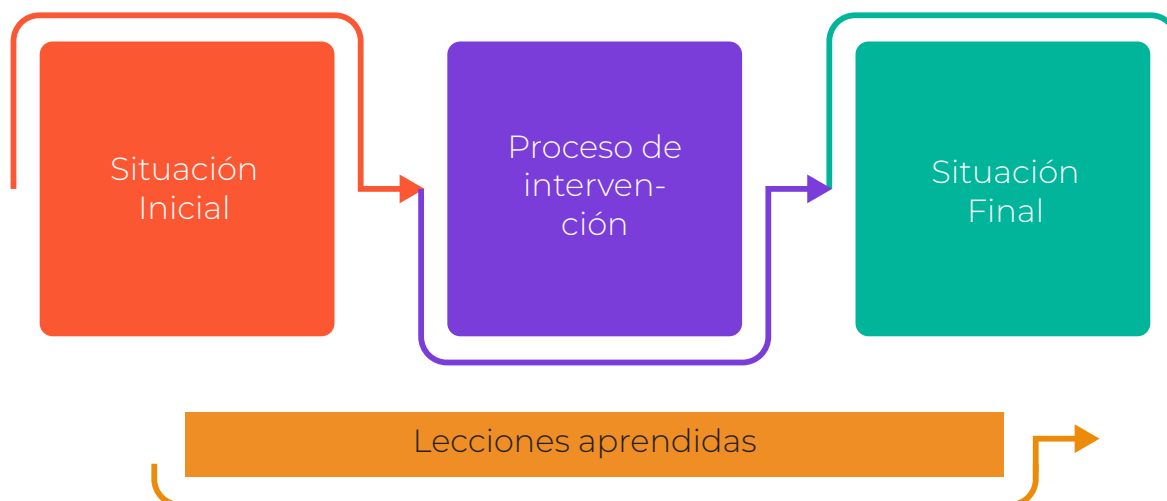 Situación
Inicial
Proceso de
interven-
ción
Situación
Final
Lecciones aprendidas